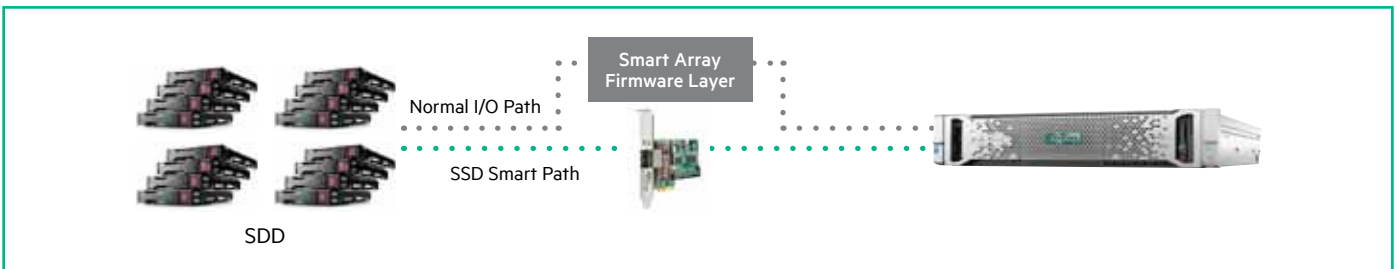 Smart Array
Firmware Layer
Normal I/O Path
SSD Smart Path
SDD